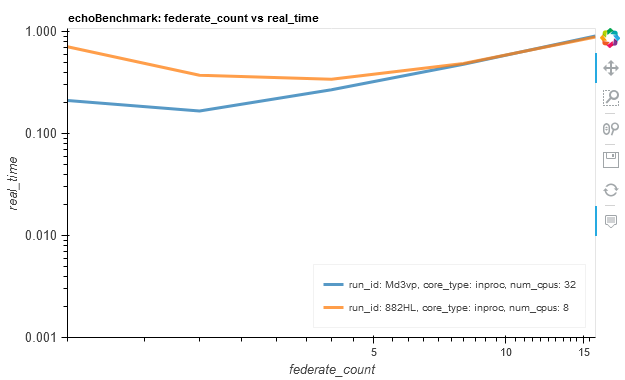 echoBenchmark: federate_count vs real_time
1.000
0.100
0.010
0.001
real_time
run_id: Md3vp, core_type: inproc, num_cpus: 32
run_id: 882HL, core_type: inproc, num_cpus: 8
5
10
15
federate_count